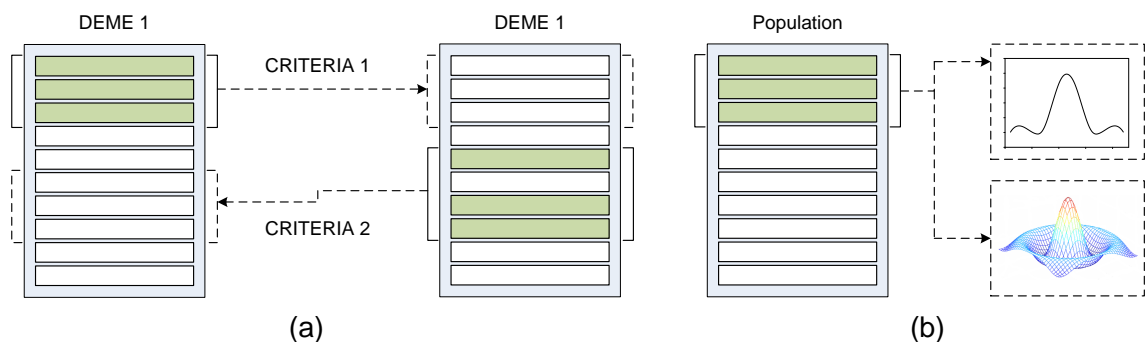 DEME 1
DEME 1
Population
CRITERIA 1
CRITERIA 2
(a)
(b)